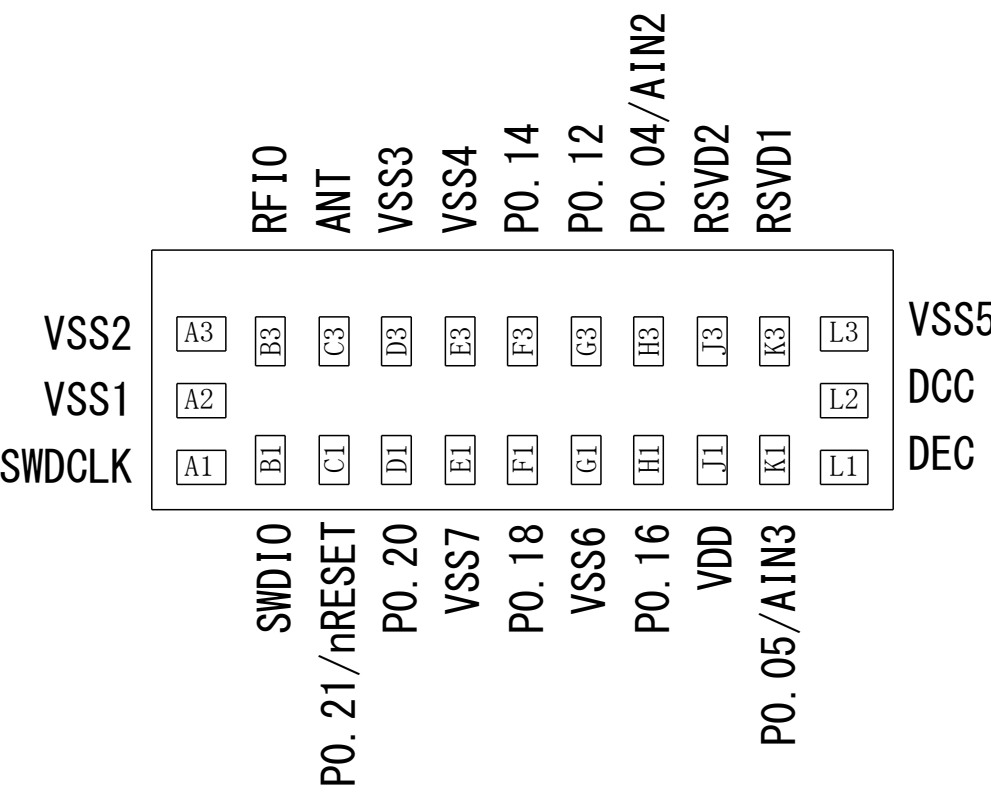 RFIO
ANT
VSS3
VSS4
P0.14
P0.12
P0.04/AIN2
RSVD2
RSVD1
VSS2
A3
B3
C3
D3
E3
F3
G3
H3
J3
K3
L3
VSS5
VSS1
A2
L2
DCC
SWDCLK
A1
B1
C1
D1
E1
F1
G1
H1
J1
K1
L1
DEC
SWDIO
P0.21/nRESET
P0.20
VSS7
P0.18
VSS6
P0.16
VDD
P0.05/AIN3